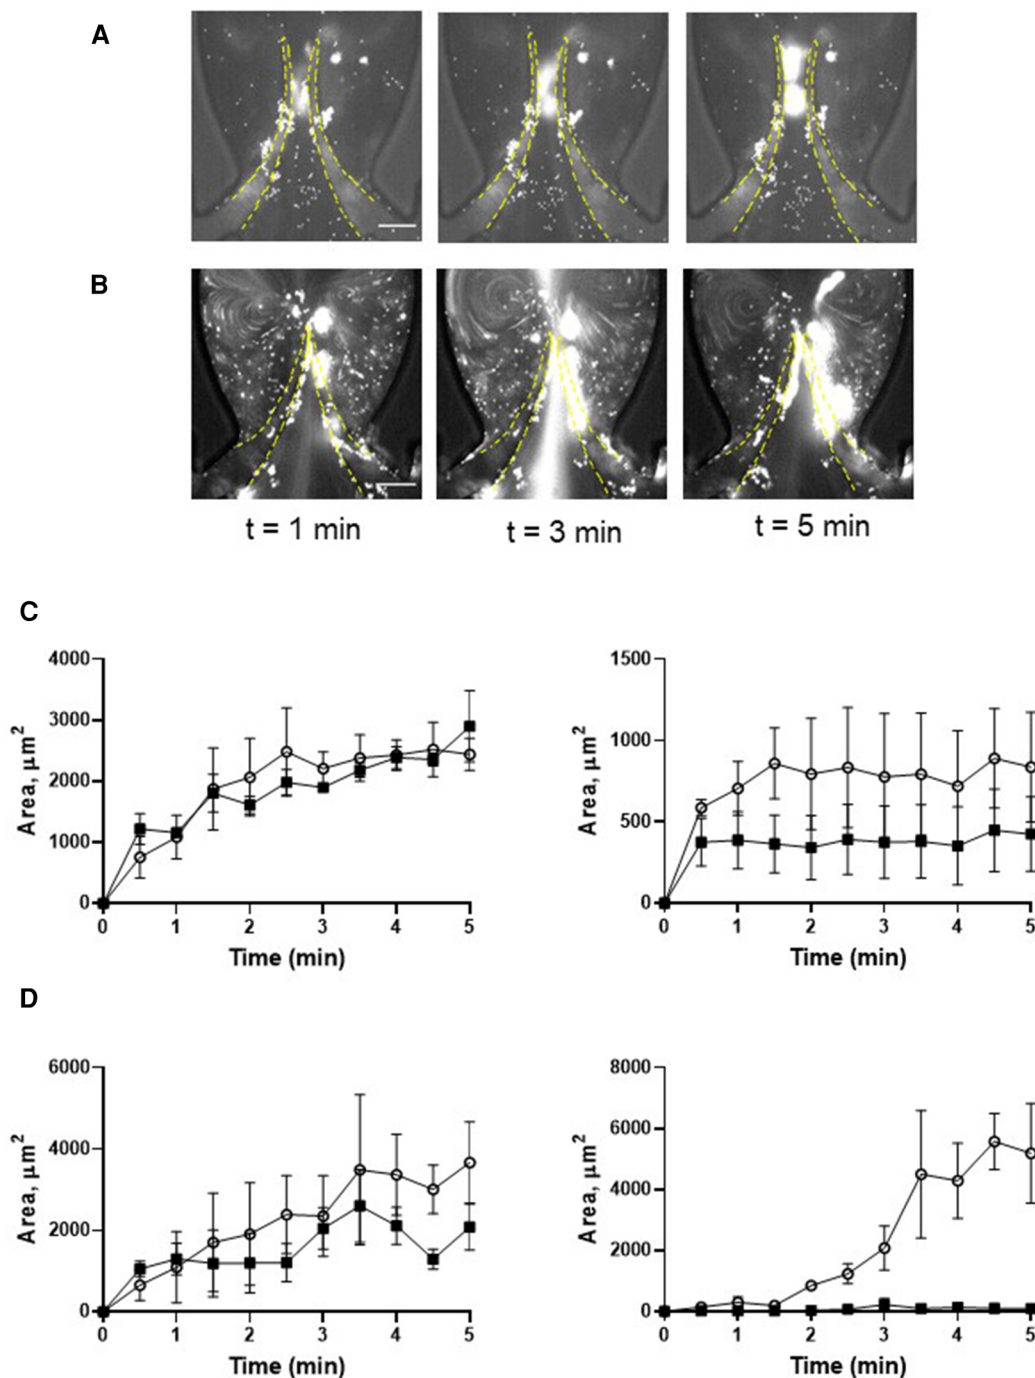 A
B
t = 1 min
t = 3 min
t = 5 min
C
4000
3000
2000
1000
0
Area, μm²
0 1 2 3 4 5
Time (min)
1500
1000
500
0
Area, μm²
0 1 2 3 4 5
Time (min)
D
6000
4000
2000
0
Area, μm²
0 1 2 3 4 5
Time (min)
8000
6000
4000
2000
0
Area, μm²
0 1 2 3 4 5
Time (min)